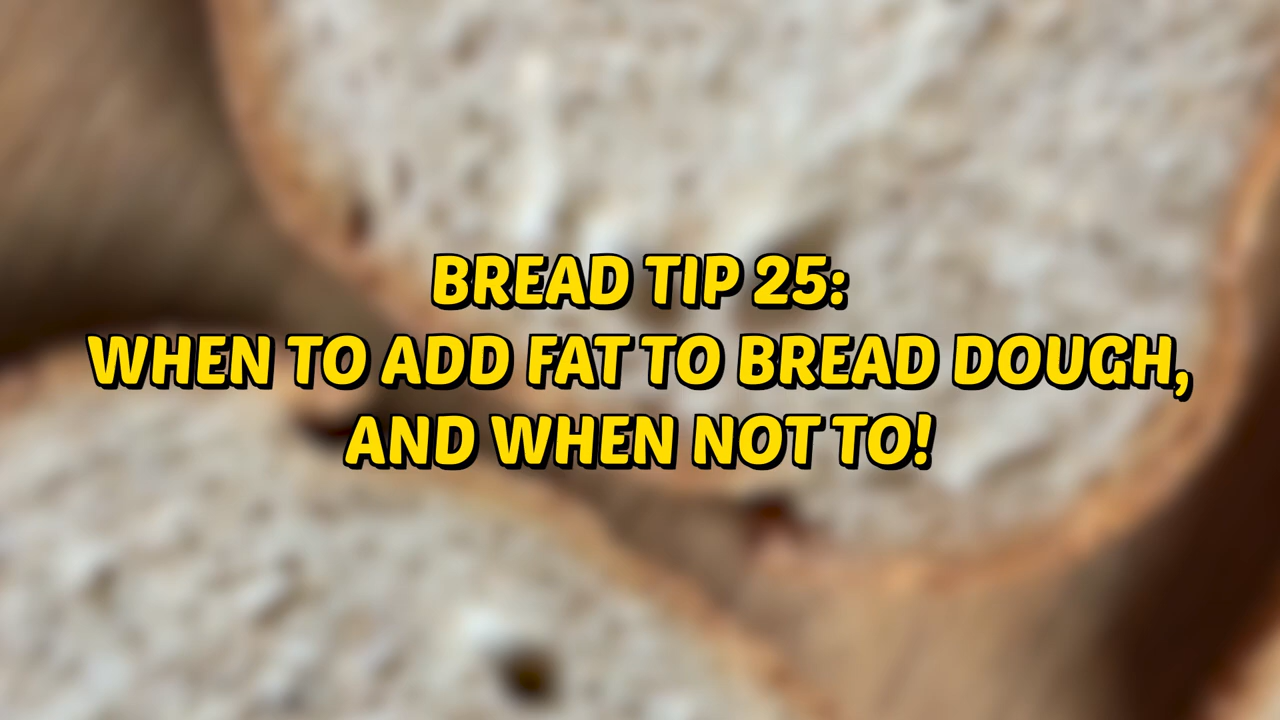 BREAD TIP 25:
WHEN TO ADD FAT TO BREAD DOUGH,
AND WHEN NOT TO!